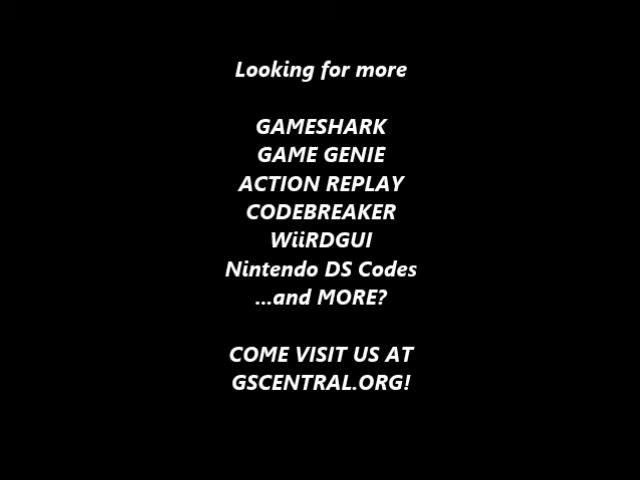 Looking for more
GAMESHARK
GAME GENIE
ACTION REPLAY
CODEBREAKER
WiiRDGUI
Nintendo DS Codes
...and MORE?
COME VISIT US AT
GSCENTRAL.ORG!